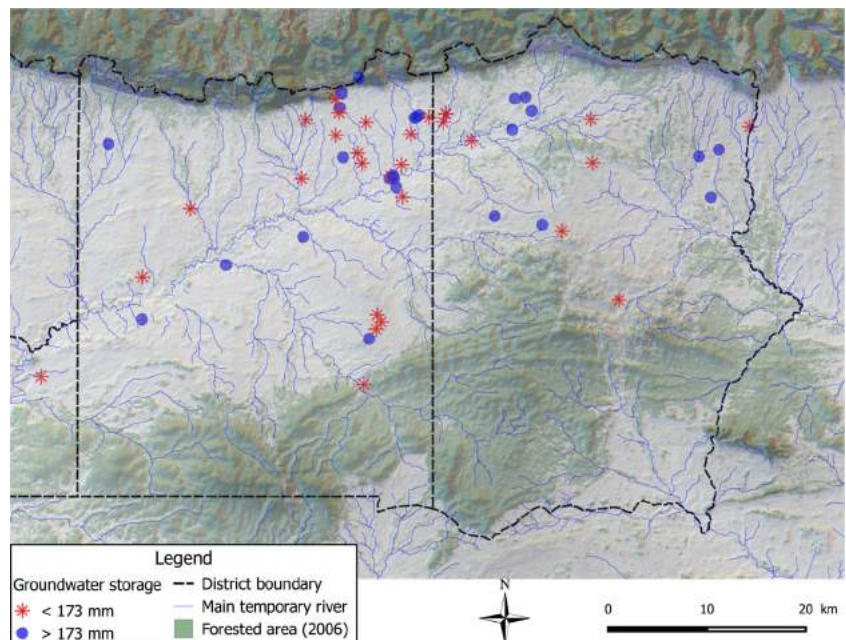 Legend
Groundwater storage
< 173 mm
> 173 mm
District boundary
Main temporary river
Forested area (2006)
N
0 10 20 km